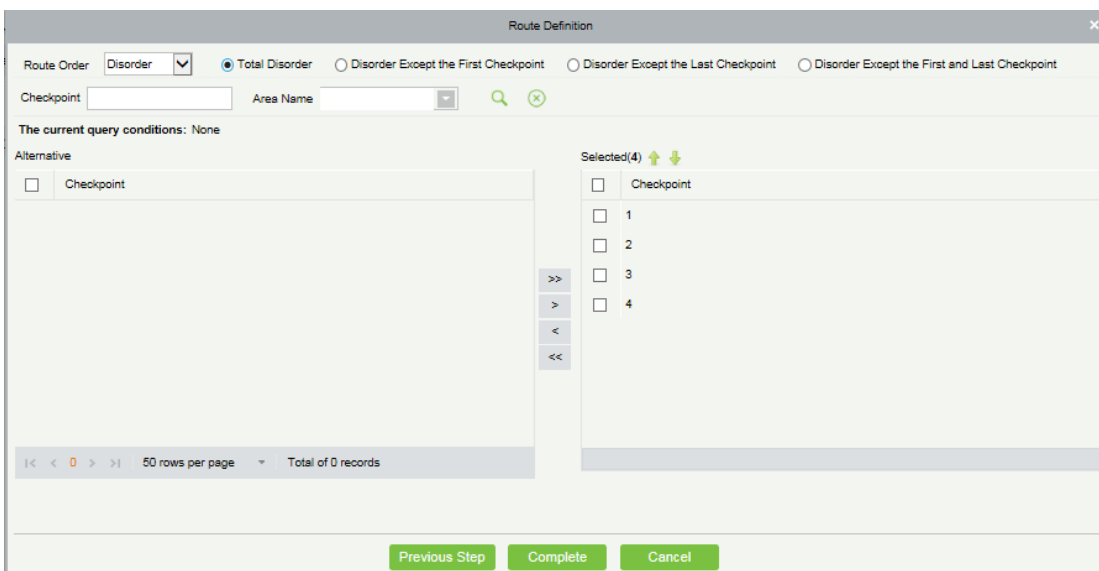 Route Definition
Route Order Disorder Total Disorder Disorder Except the First Checkpoint Disorder Except the Last Checkpoint Disorder Except the First and Last Checkpoint
Checkpoint Area Name
The current query conditions: None
Alternative Selected(4)
Checkpoint Checkpoint
1
2
3
4
>>
>
<
<<
|< < 0 > >| 50 rows per page Total of 0 records
Previous Step Complete Cancel